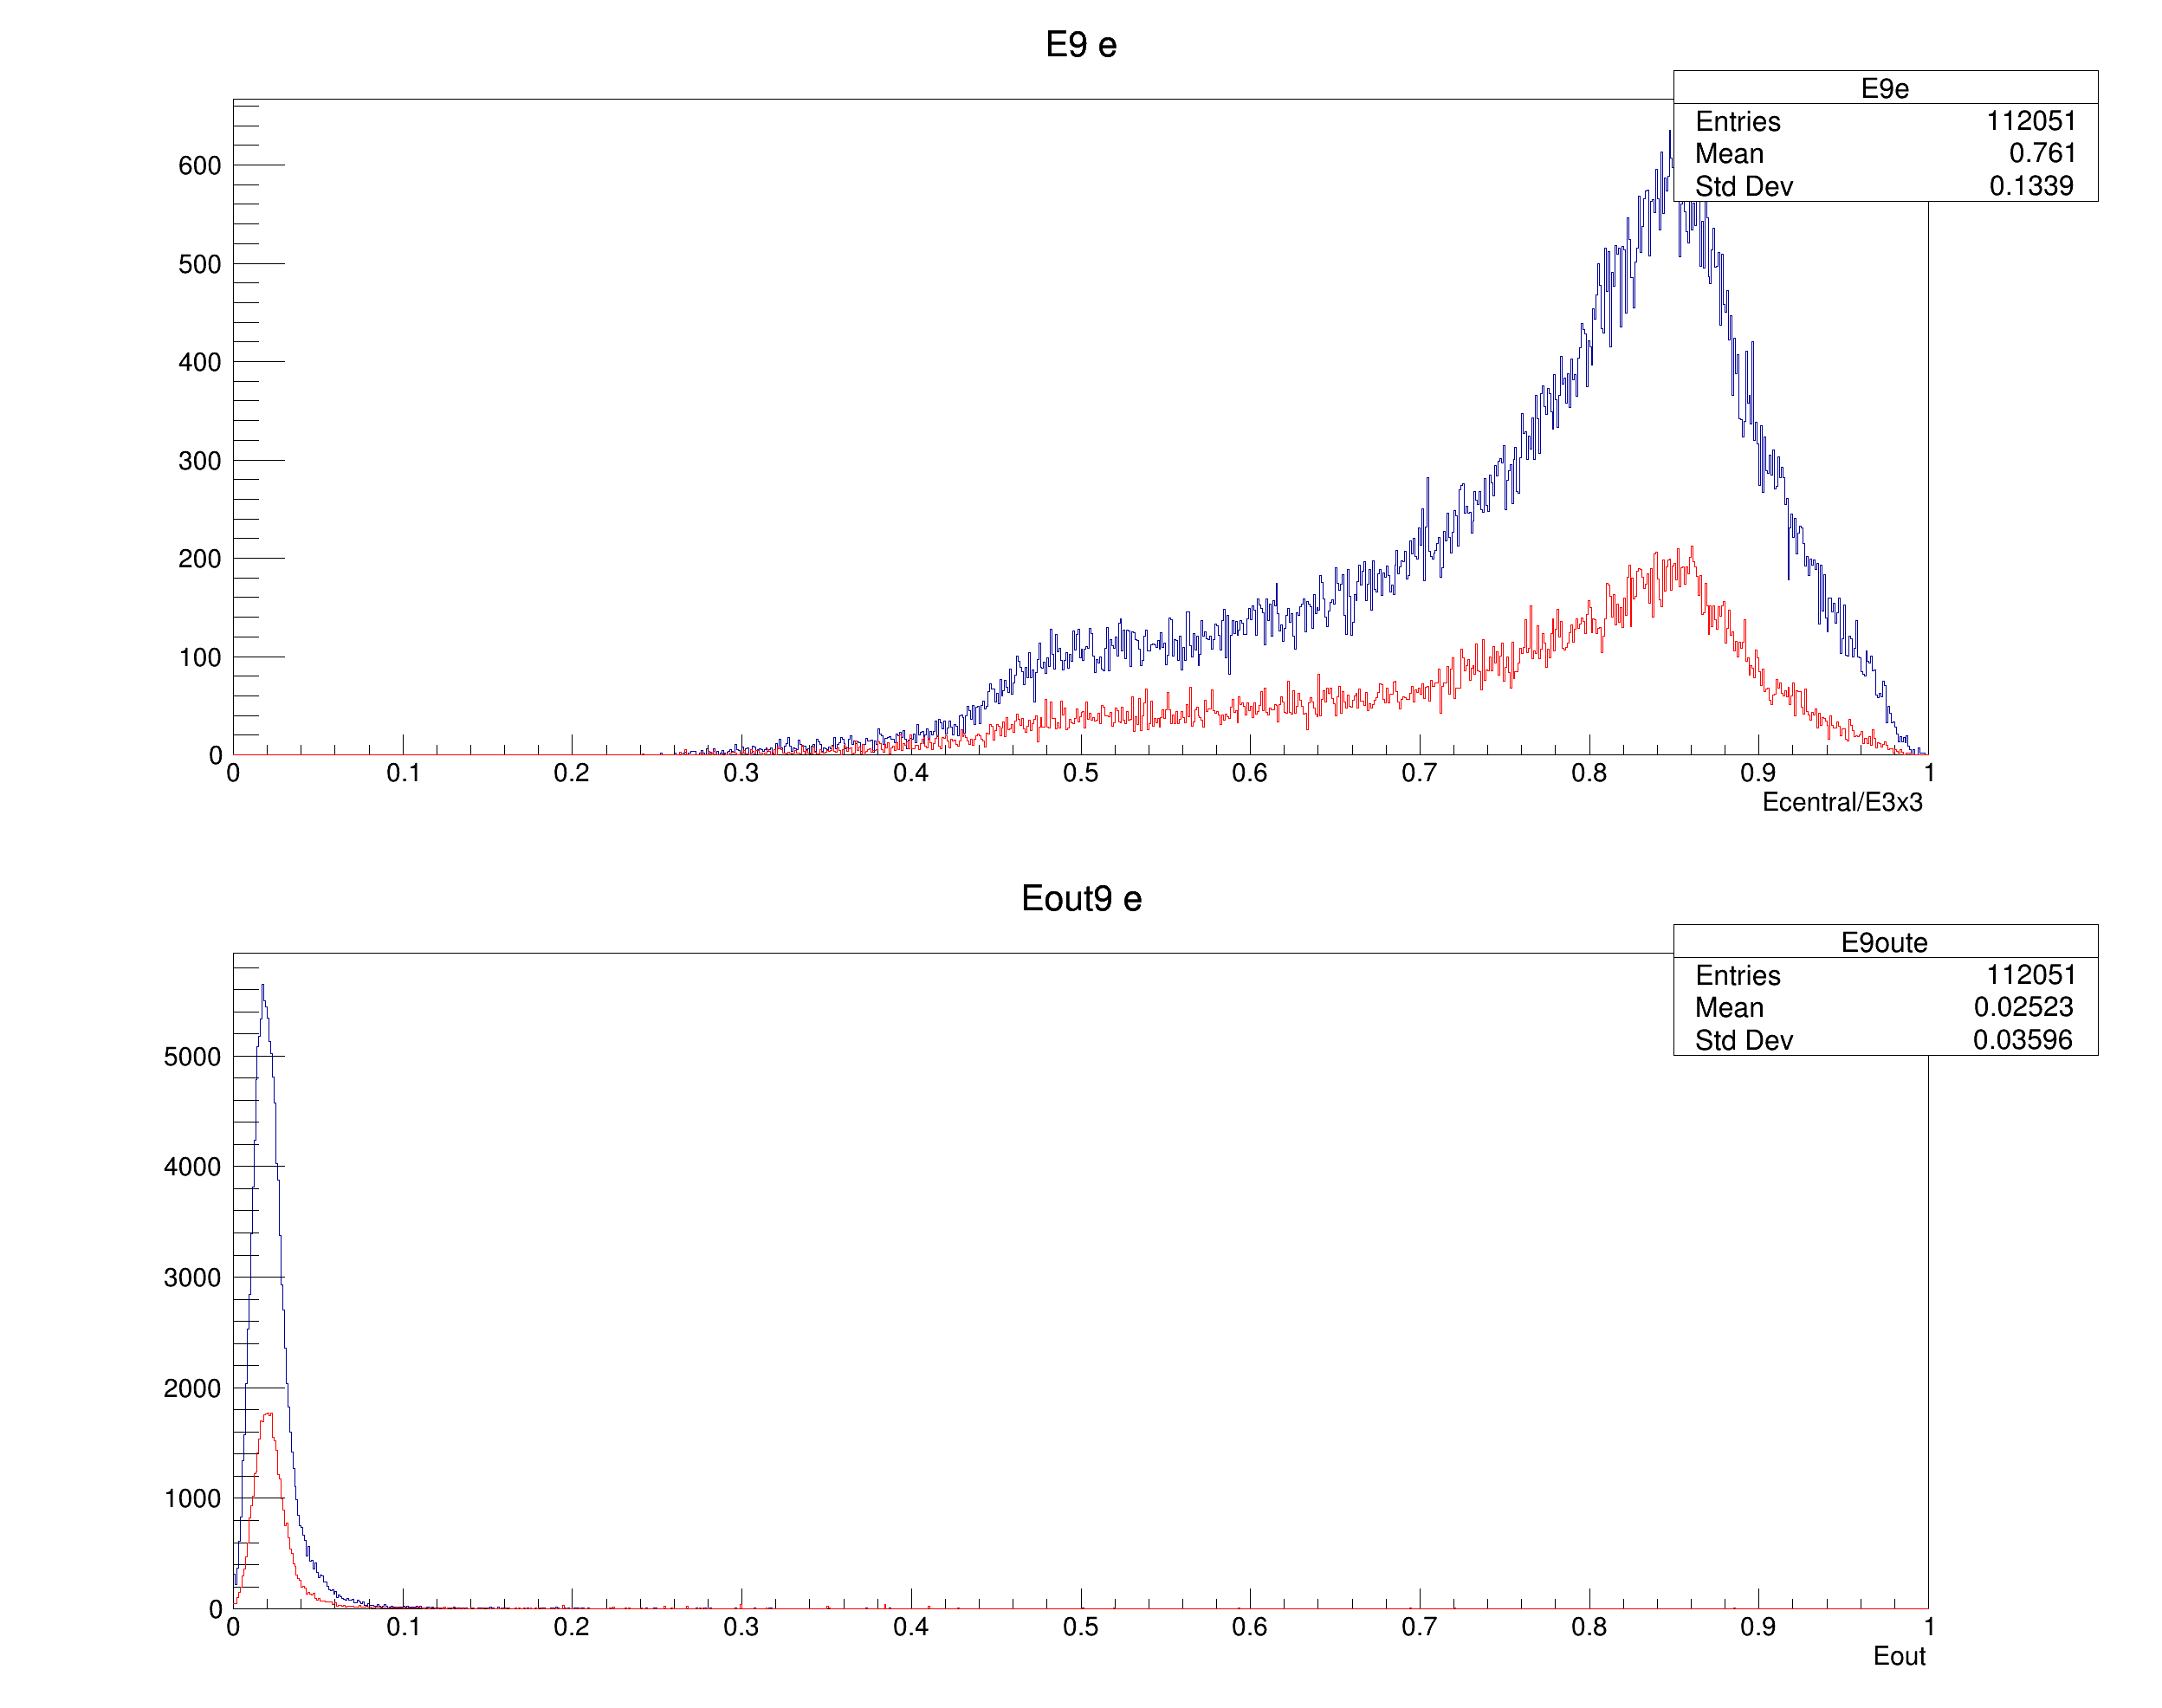 E9 e
E9e
Entries 112051
Mean 0.761
Std Dev 0.1339
600
500
400
300
200
100
0
0 0.1 0.2 0.3 0.4 0.5 0.6 0.7 0.8 0.9 1
Ecentral/E3x3
Eout9 e
E9oute
Entries 112051
Mean 0.02523
Std Dev 0.03596
5000
4000
3000
2000
1000
0
0 0.1 0.2 0.3 0.4 0.5 0.6 0.7 0.8 0.9 1
Eout